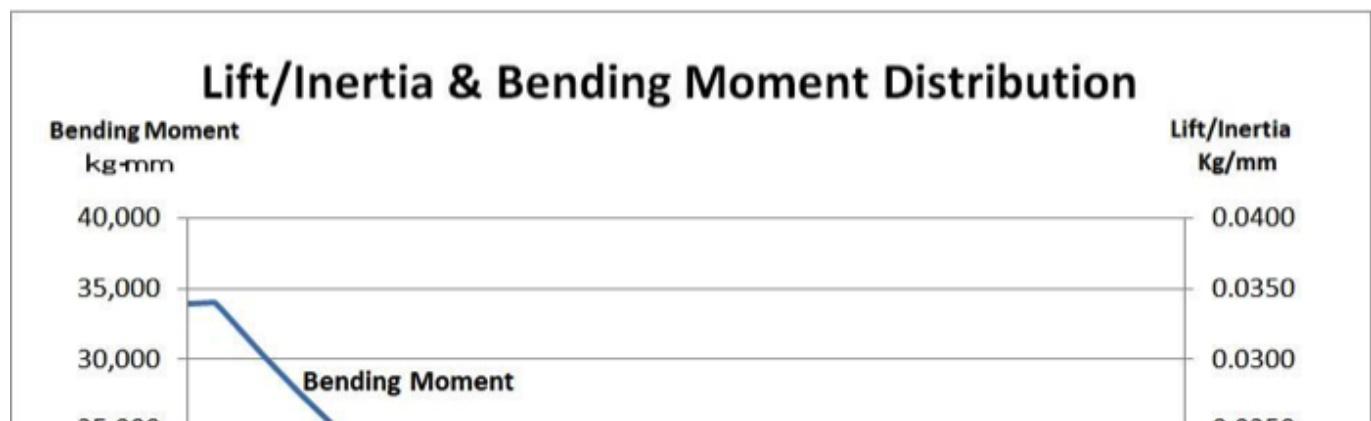 Lift/Inertia & Bending Moment Distribution
Bending Moment
kg-mm
Lift/Inertia
Kg/mm
40,000
0.0400
35,000
0.0350
30,000
0.0300
Bending Moment